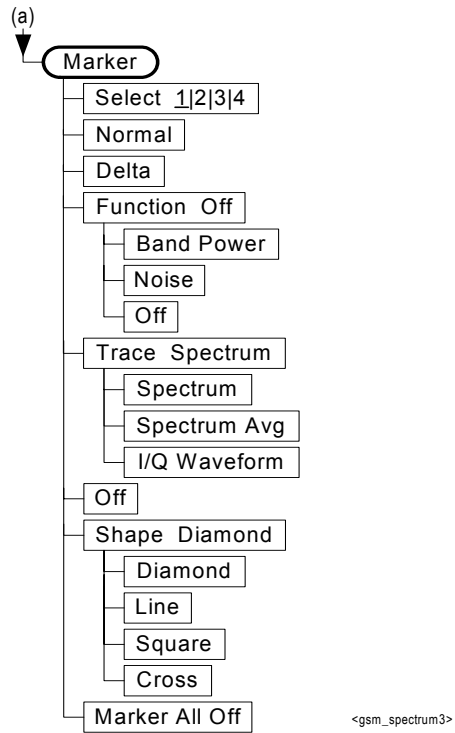 (a)
Marker
Select 1|2|3|4
Normal
Delta
Function Off
Band Power
Noise
Off
Trace Spectrum
Spectrum
Spectrum Avg
I/Q Waveform
Off
Shape Diamond
Diamond
Line
Square
Cross
Marker All Off
<gsm_spectrum3>